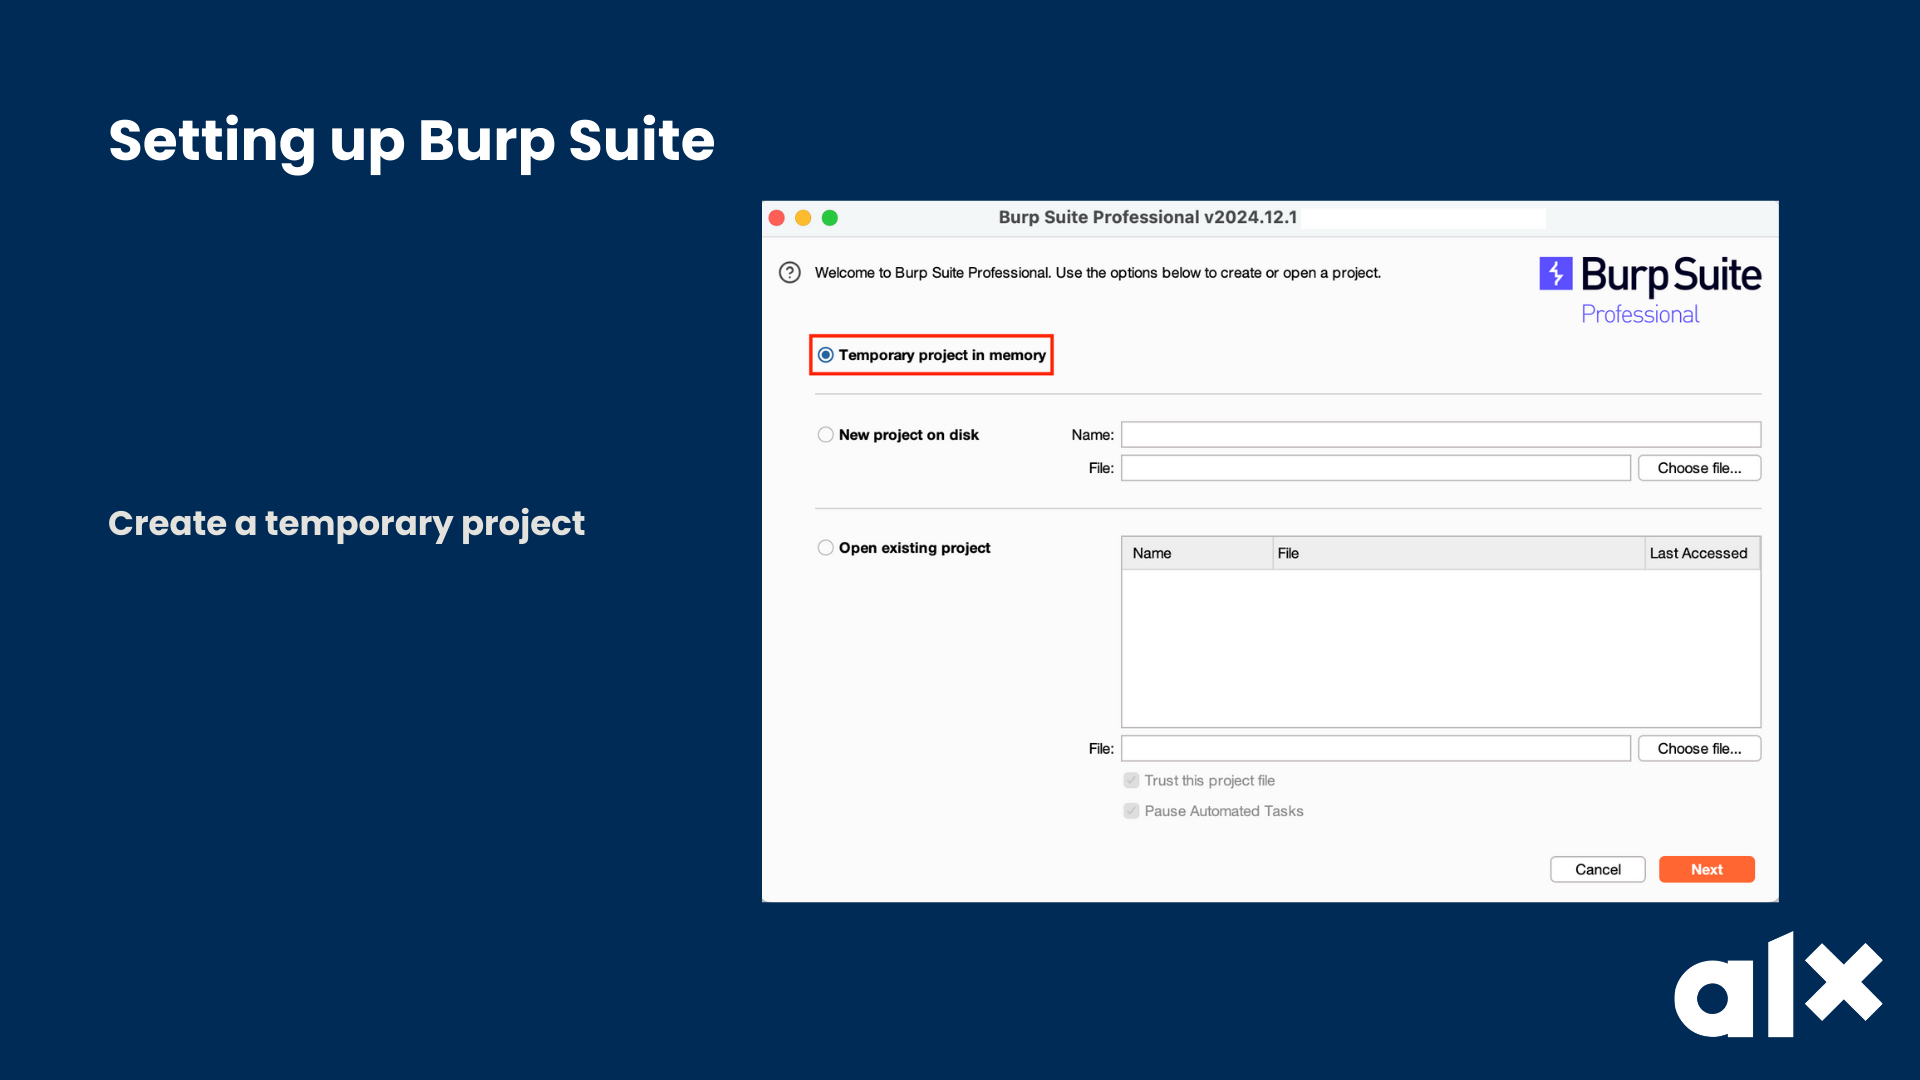 Setting up Burp Suite
Create a temporary project
Burp Suite Professional v2024.12.1
Welcome to Burp Suite Professional. Use the options below to create or open a project.
Burp Suite
Professional
Temporary project in memory
New project on disk
Name:
File:
Choose file...
Open existing project
Name
File
Last Accessed
File:
Choose file...
Trust this project file
Pause Automated Tasks
Cancel
Next
alx